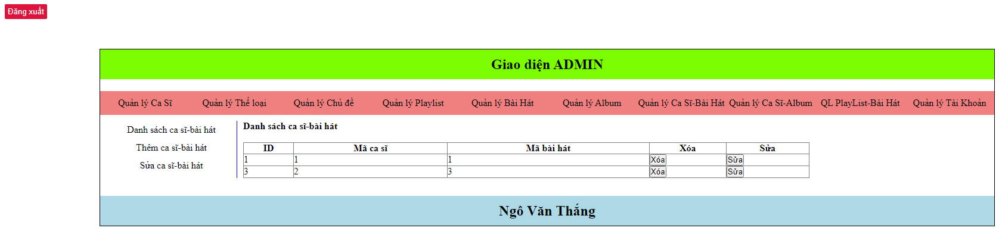 Đăng xuất
Giao diện ADMIN
Quản lý Ca Sĩ Quản lý Thể loại Quản lý Chủ đề Quản lý Playlist Quản lý Bài Hát Quản lý Album Quản lý Ca Sĩ-Bài Hát Quản lý Ca Sĩ-Album QL PlayList-Bài Hát Quản lý Tài Khoản
Danh sách ca sĩ-bài hát
Thêm ca sĩ-bài hát
Sửa ca sĩ-bài hát
Danh sách ca sĩ-bài hát
ID Mã ca sĩ Mã bài hát Xóa Sửa
1 1 1 Xóa Sửa
3 2 3 Xóa Sửa
Ngô Văn Thắng